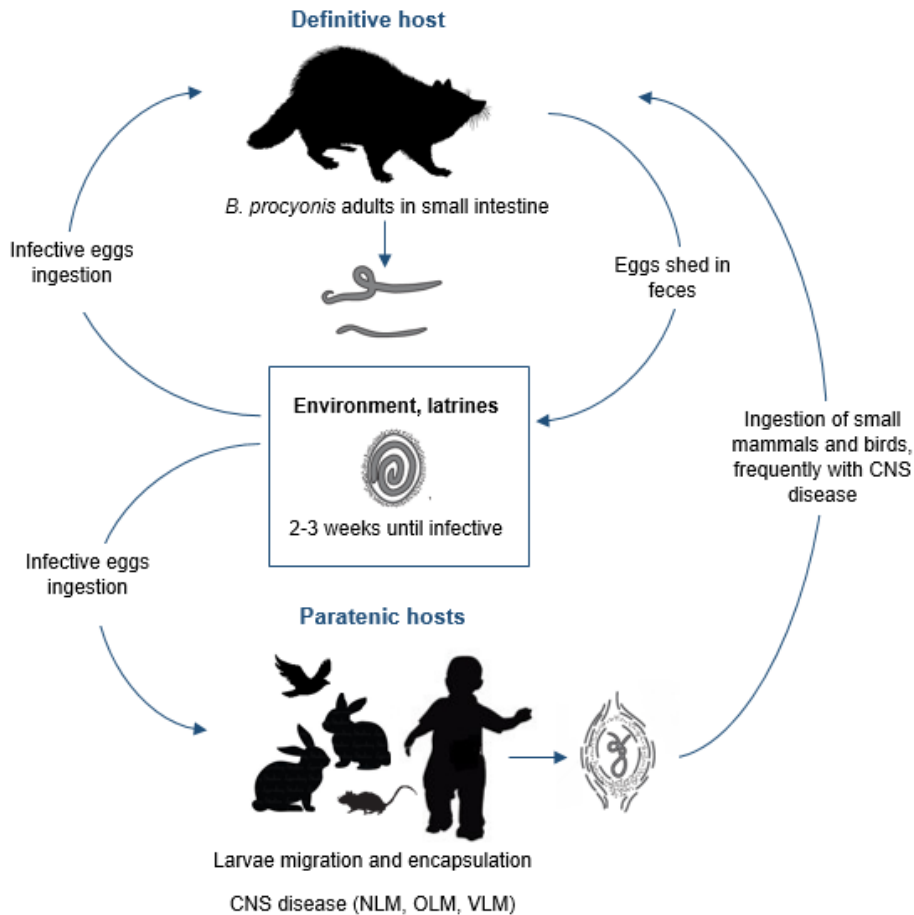 Definitive host
B. procyonis adults in small intestine
Infective eggs
ingestion
Eggs shed in
feces
Environment, latrines
2-3 weeks until infective
Ingestion of small
mammals and birds,
frequently with CNS
disease
Infective eggs
ingestion
Paratenic hosts
Larvae migration and encapsulation
CNS disease (NLM, OLM, VLM)